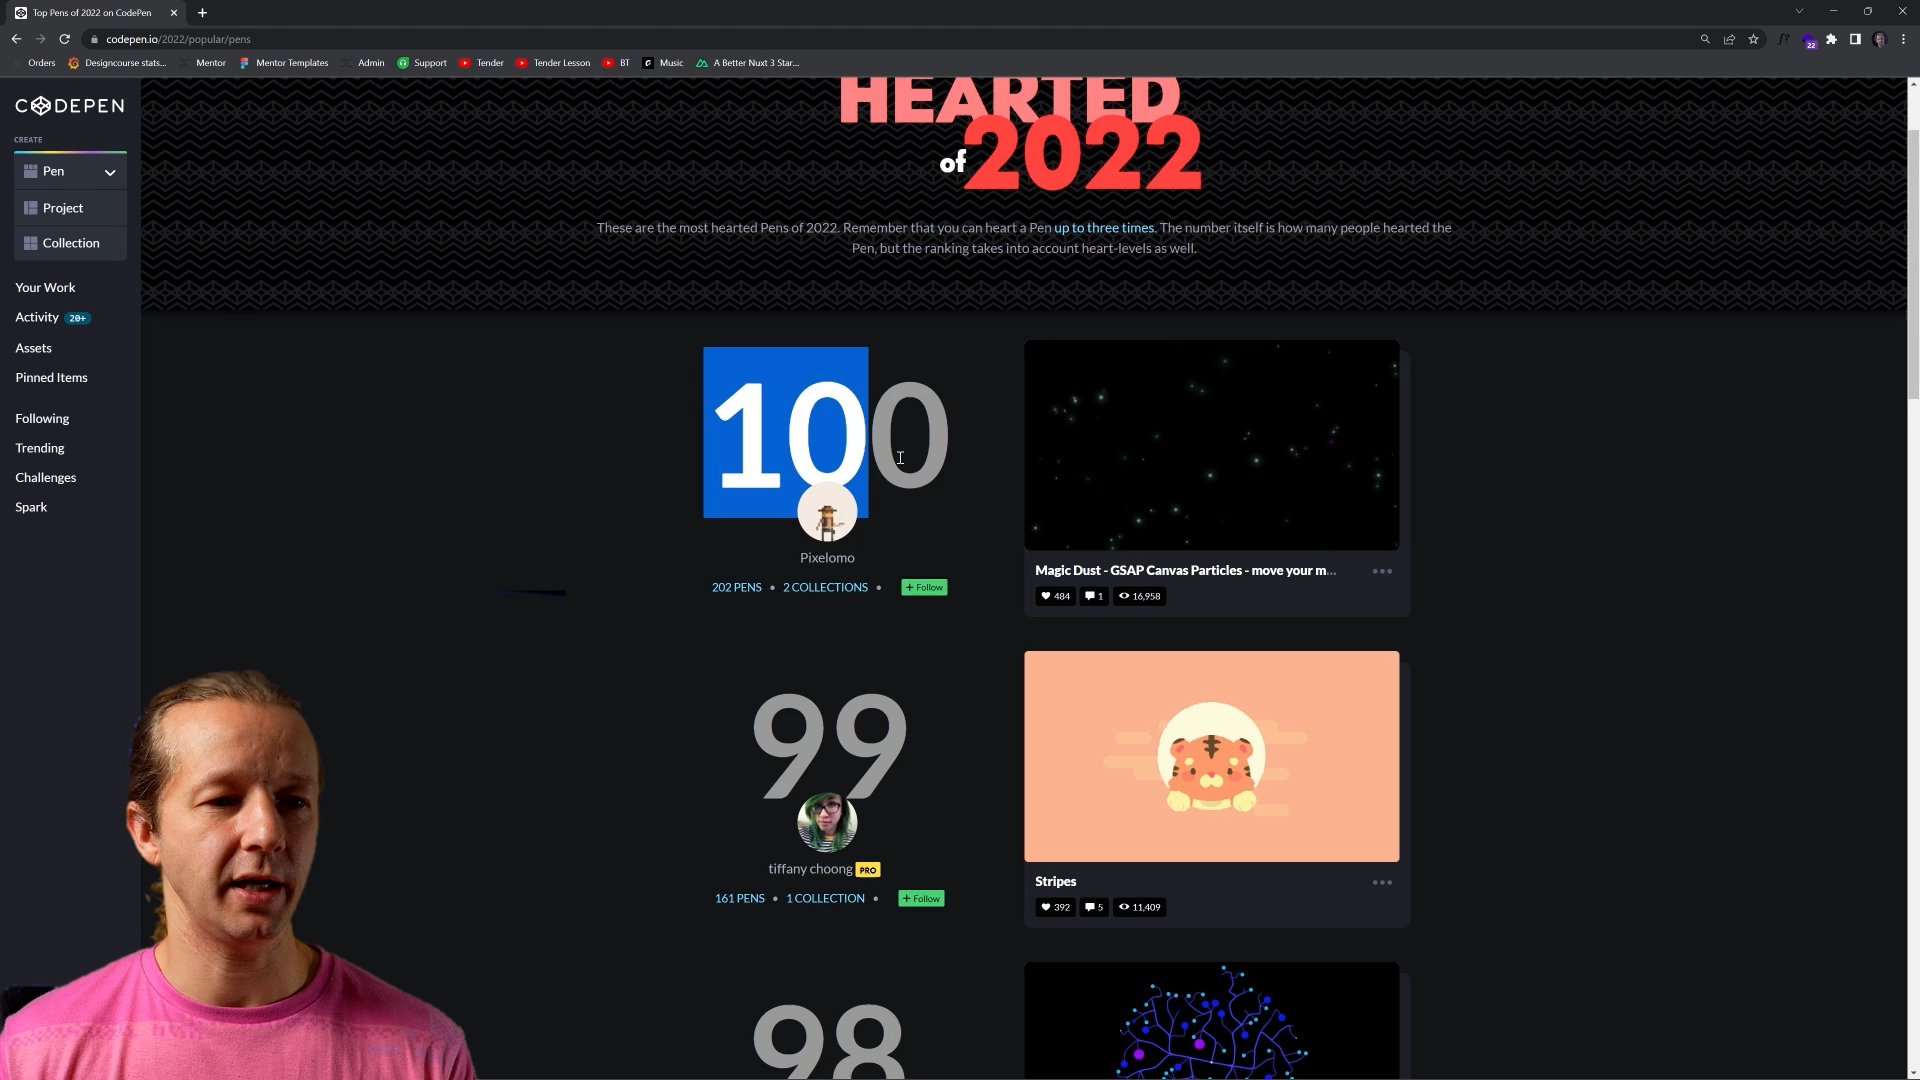 Top Pens of 2022 on CodePen
codepen.io/2022/popular/pens
22
Orders
Designcourse stats...
Mentor
Mentor Templates
Admin
Support
Tender
Tender Lesson
BT
Music
A Better Nuxt 3 Star...
CODEPEN
CREATE
Pen
Project
Collection
Your Work
Activity 20+
Assets
Pinned Items
Following
Trending
Challenges
Spark
HEARTED
of 2022
These are the most hearted Pens of 2022. Remember that you can heart a Pen up to three times. The number itself is how many people hearted the
Pen, but the ranking takes into account heart-levels as well.
100
Pixelomo
202 PENS • 2 COLLECTIONS • + Follow
Magic Dust - GSAP Canvas Particles - move your m...
484 1 16,958
99
tiffany choong PRO
161 PENS • 1 COLLECTION • + Follow
Stripes
392 5 11,409
98